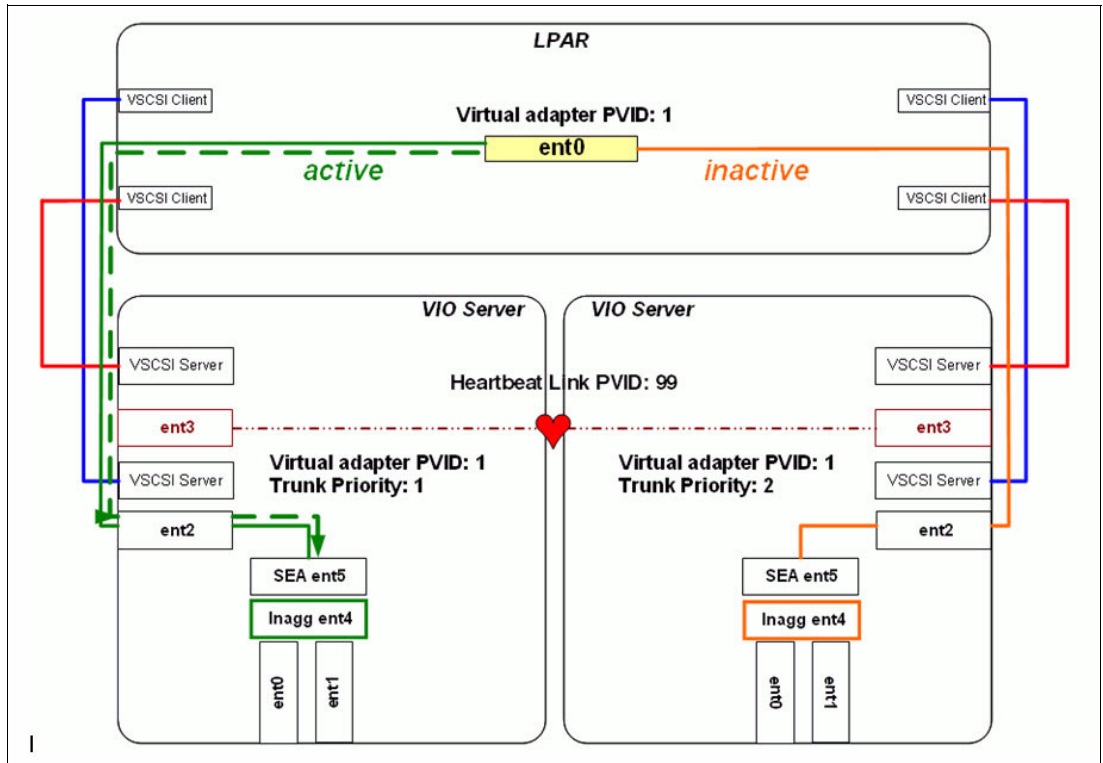 LPAR
VSCSI Client
VSCSI Client
Virtual adapter PVID: 1
ent0
active
inactive
VSCSI Client
VSCSI Client
VIO Server
VIO Server
VSCSI Server
VSCSI Server
Heartbeat Link PVID: 99
ent3
ent3
Virtual adapter PVID: 1
Trunk Priority: 1
Virtual adapter PVID: 1
Trunk Priority: 2
VSCSI Server
VSCSI Server
ent2
ent2
SEA ent5
SEA ent5
lnagg ent4
lnagg ent4
ent0
ent1
ent0
ent1